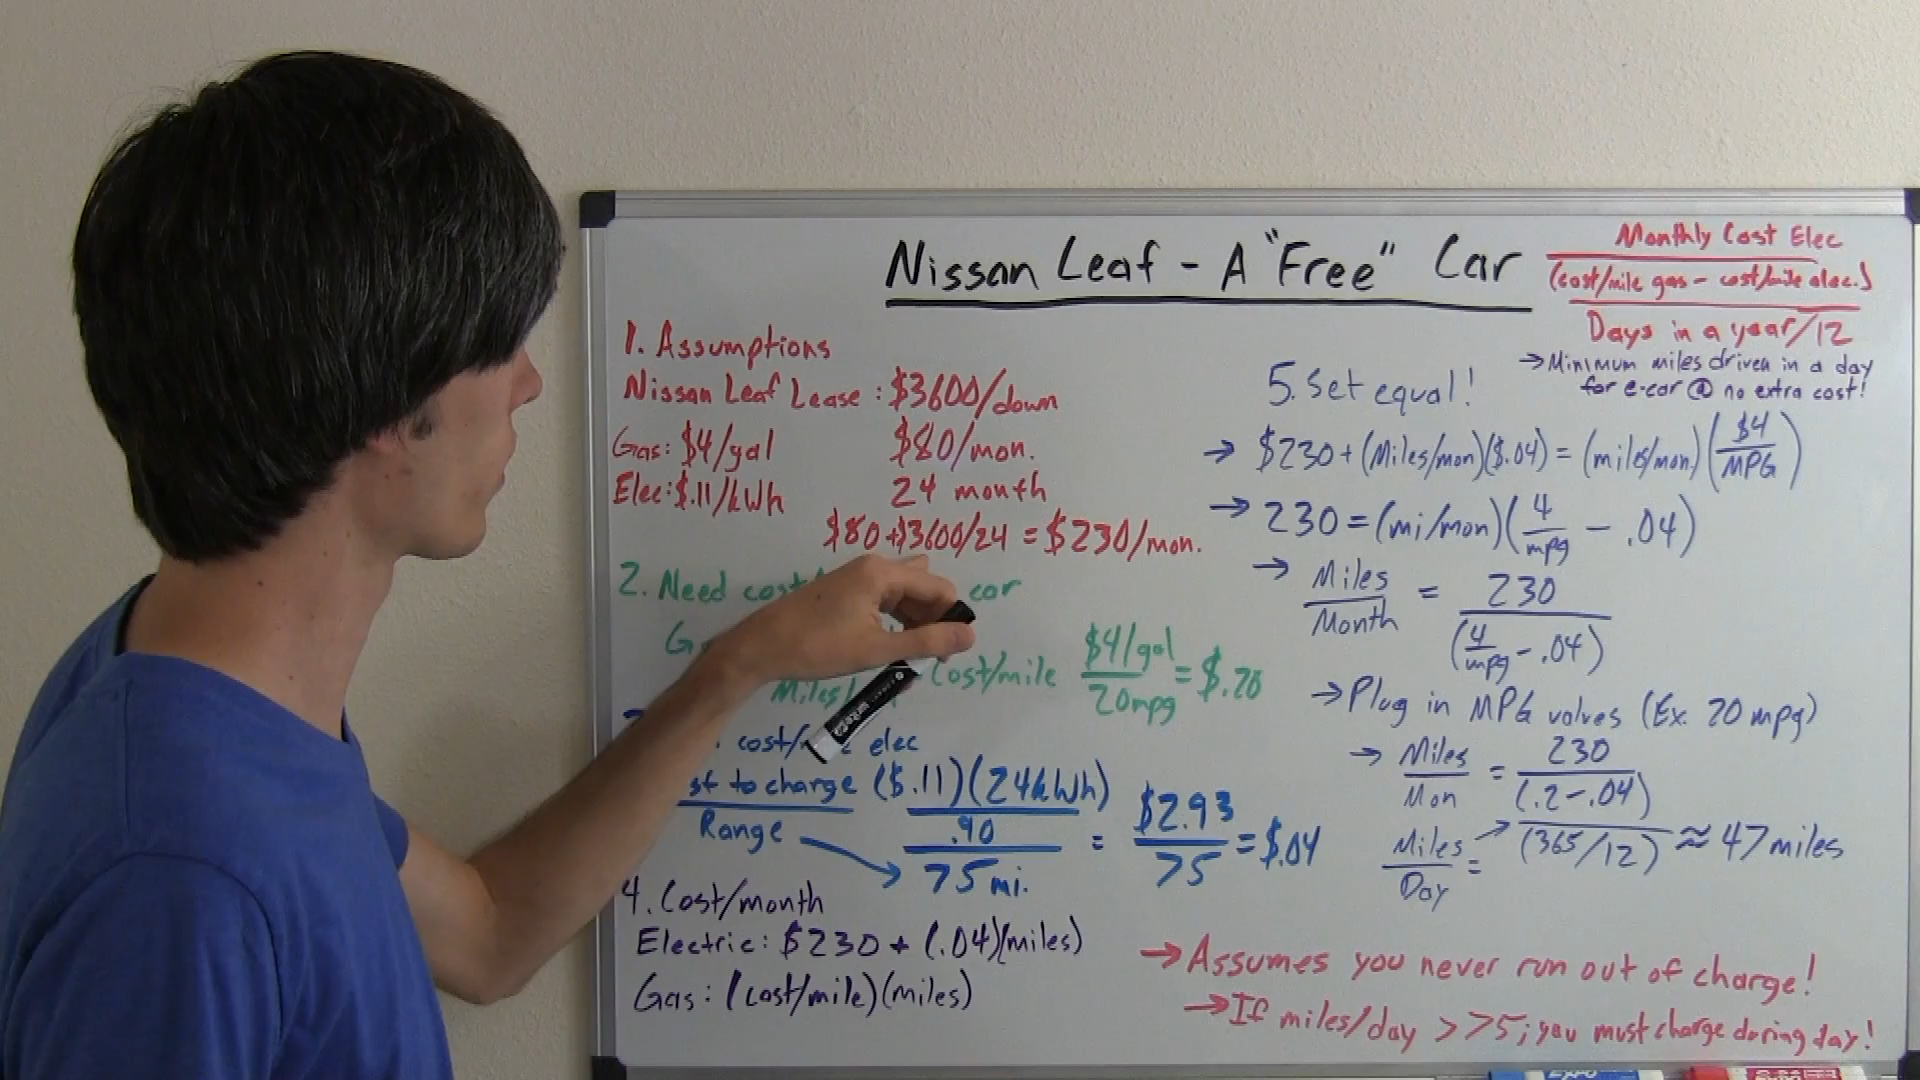 Nissan Leaf - A "Free" Car
Monthly Cost Elec
(cost/mile gas - cost/mile elec.)
Days in a year/12
→ Minimum miles driven in a day
for e-car @ no extra cost!
1. Assumptions
Nissan Leaf Lease: $3600/down
Gas: $4/gal $80/mon.
Elec: $.11/kWh 24 month
$80 + $3600/24 = $230/mon.
2. Need cost car
Miles/ Cost/mile $4/gal / 20mpg = $.20
cost/ elec
to charge ($.11)(24kWh)
Range .90
75 mi. = $2.93 / 75 = $.04
4. Cost/month
Electric: $230 + (.04)(miles)
Gas: (cost/mile)(miles)
5. Set equal!
→ $230 + (Miles/mon)($.04) = (miles/mon.)($4/MPG)
→ 230 = (mi/mon)(4/mpg - .04)
→ Miles/Month = 230/(4/mpg - .04)
→ Plug in MPG valves (Ex. 20 mpg)
→ Miles/Mon = 230/(.2 - .04)
Miles/Day = → (365/12) ≈ 47 miles
→ Assumes you never run out of charge!
→ If miles/day > 75; you must charge during day!
EXPO